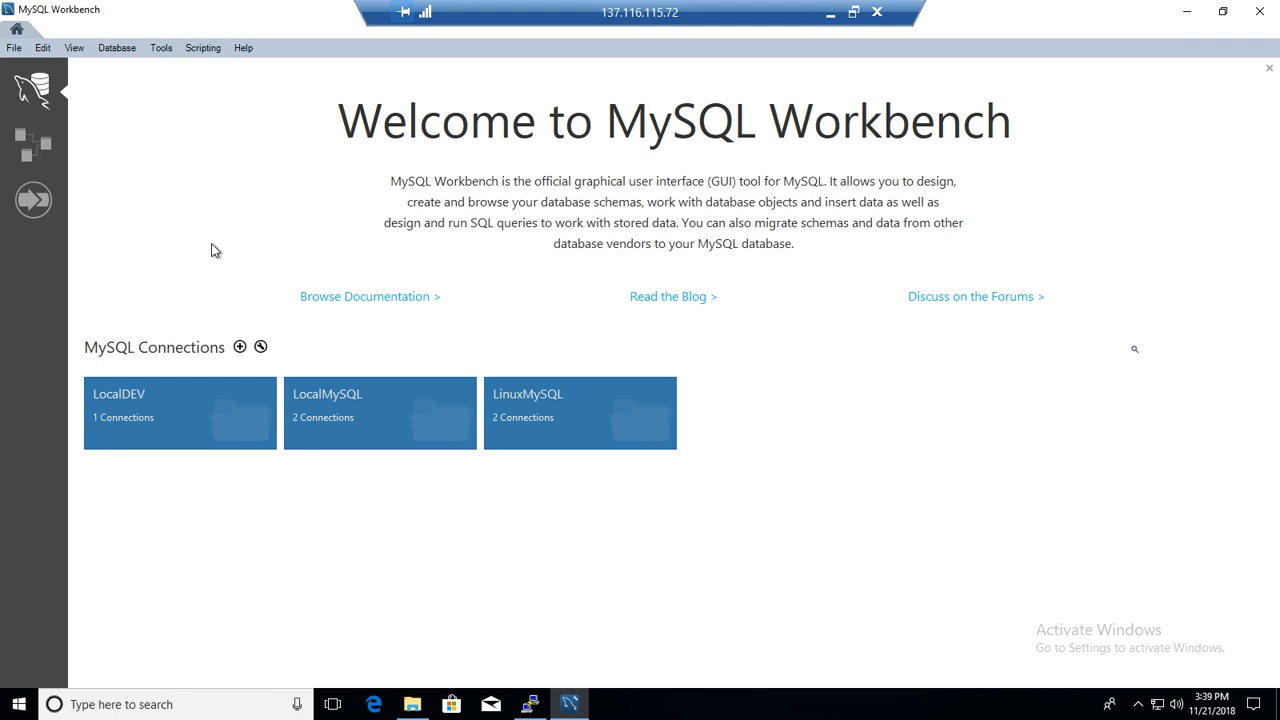 MySQL Workbench
137.116.115.72
File Edit View Database Tools Scripting Help
Welcome to MySQL Workbench
MySQL Workbench is the official graphical user interface (GUI) tool for MySQL. It allows you to design,
create and browse your database schemas, work with database objects and insert data as well as
design and run SQL queries to work with stored data. You can also migrate schemas and data from other
database vendors to your MySQL database.
Browse Documentation > Read the Blog > Discuss on the Forums >
MySQL Connections
LocalDEV
1 Connections
LocalMySQL
2 Connections
LinuxMySQL
2 Connections
Activate Windows
Go to Settings to activate Windows.
Type here to search
3:39 PM
11/21/2018